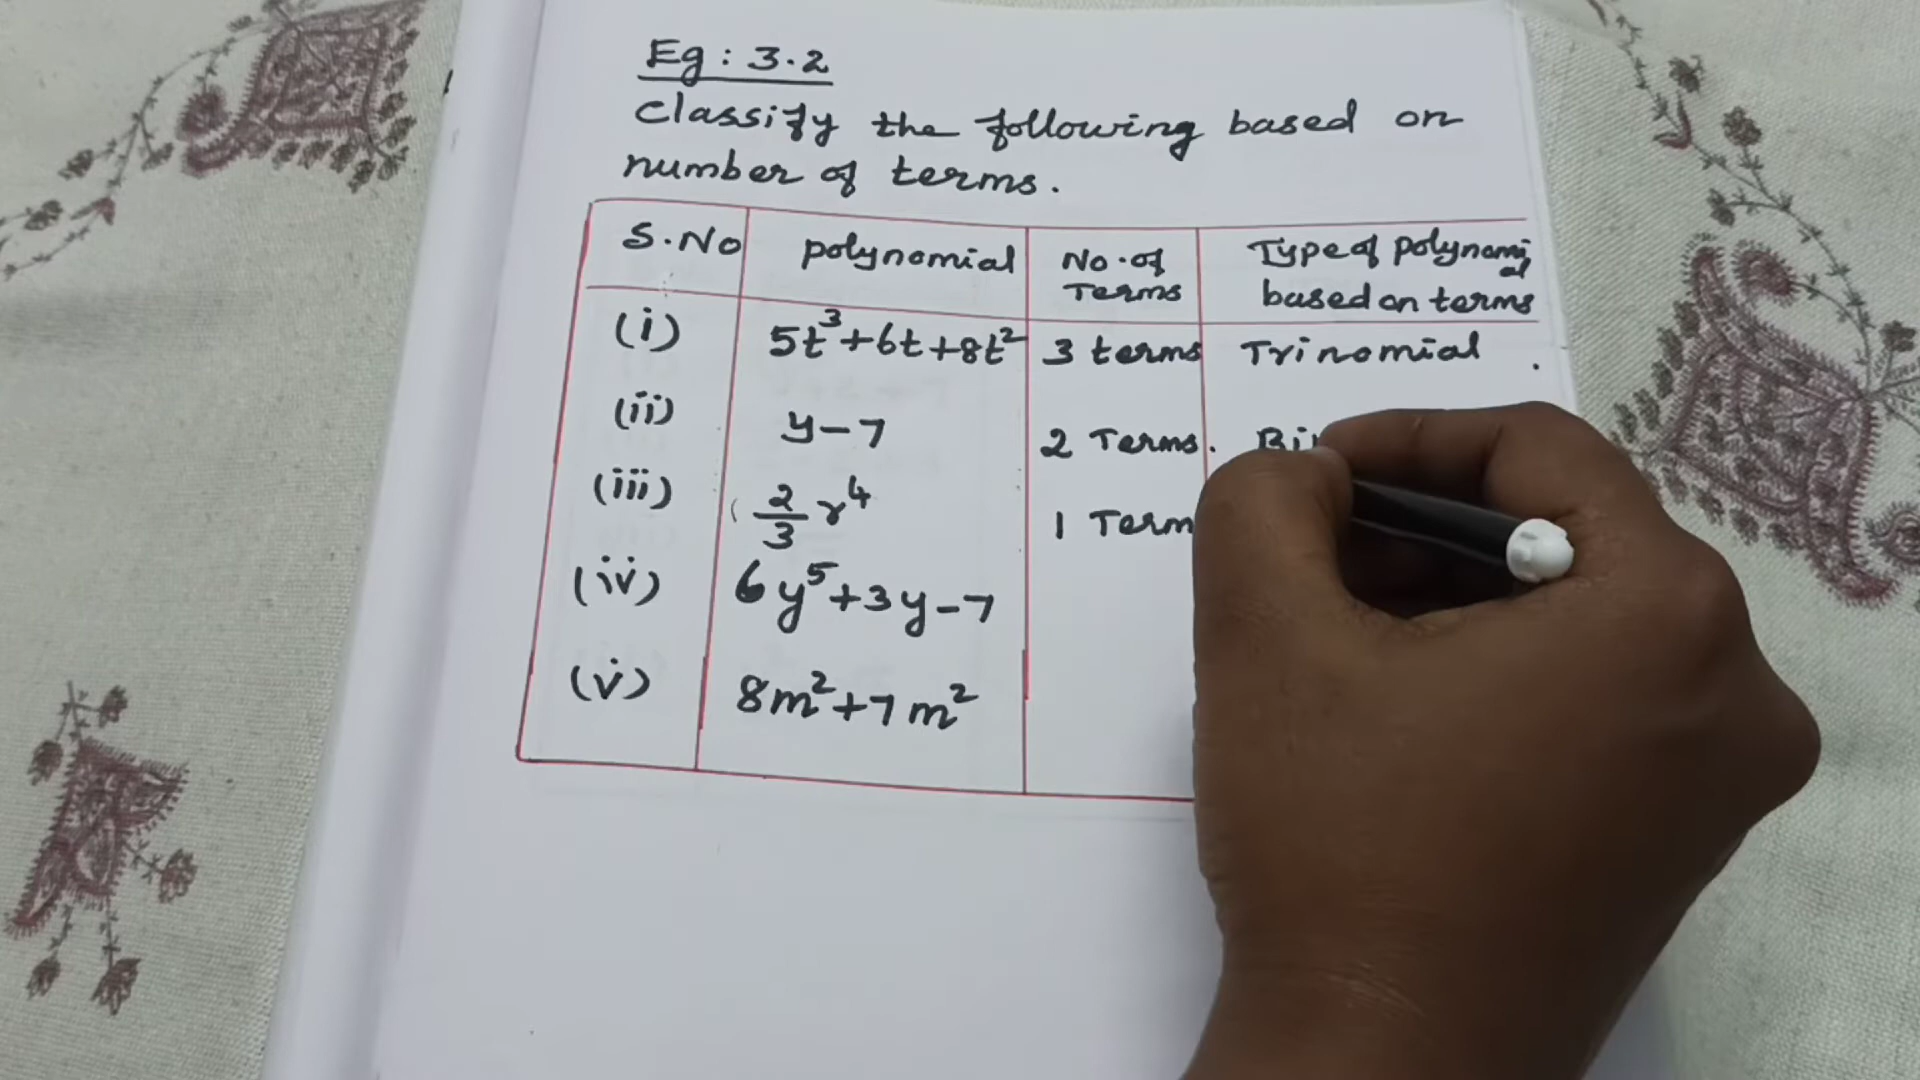 Eg : 3.2
Classify the following based on
number of terms.
S.No polynomial No. of Terms Type of polynomial based on terms
(i) 5t³+6t+8t² 3 terms Trinomial .
(ii) y-7 2 Terms.
(iii) 2/3 r⁴ 1 Term
(iv) 6y⁵+3y-7
(v) 8m²+7m²